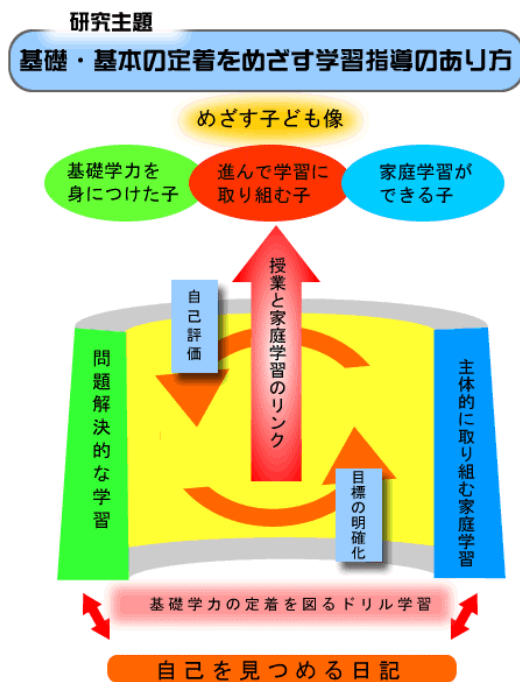 研究主題
基礎・基本の定着をめざす学習指導のあり方
めざす子ども像
基礎学力を
身につけた子
進んで学習に
取り組む子
家庭学習が
できる子
授業と家庭学習のリンク
自己評価
問題解決的な学習
主体的に取り組む家庭学習
目標の明確化
基礎学力の定着を図るドリル学習
自己を見つめる日記